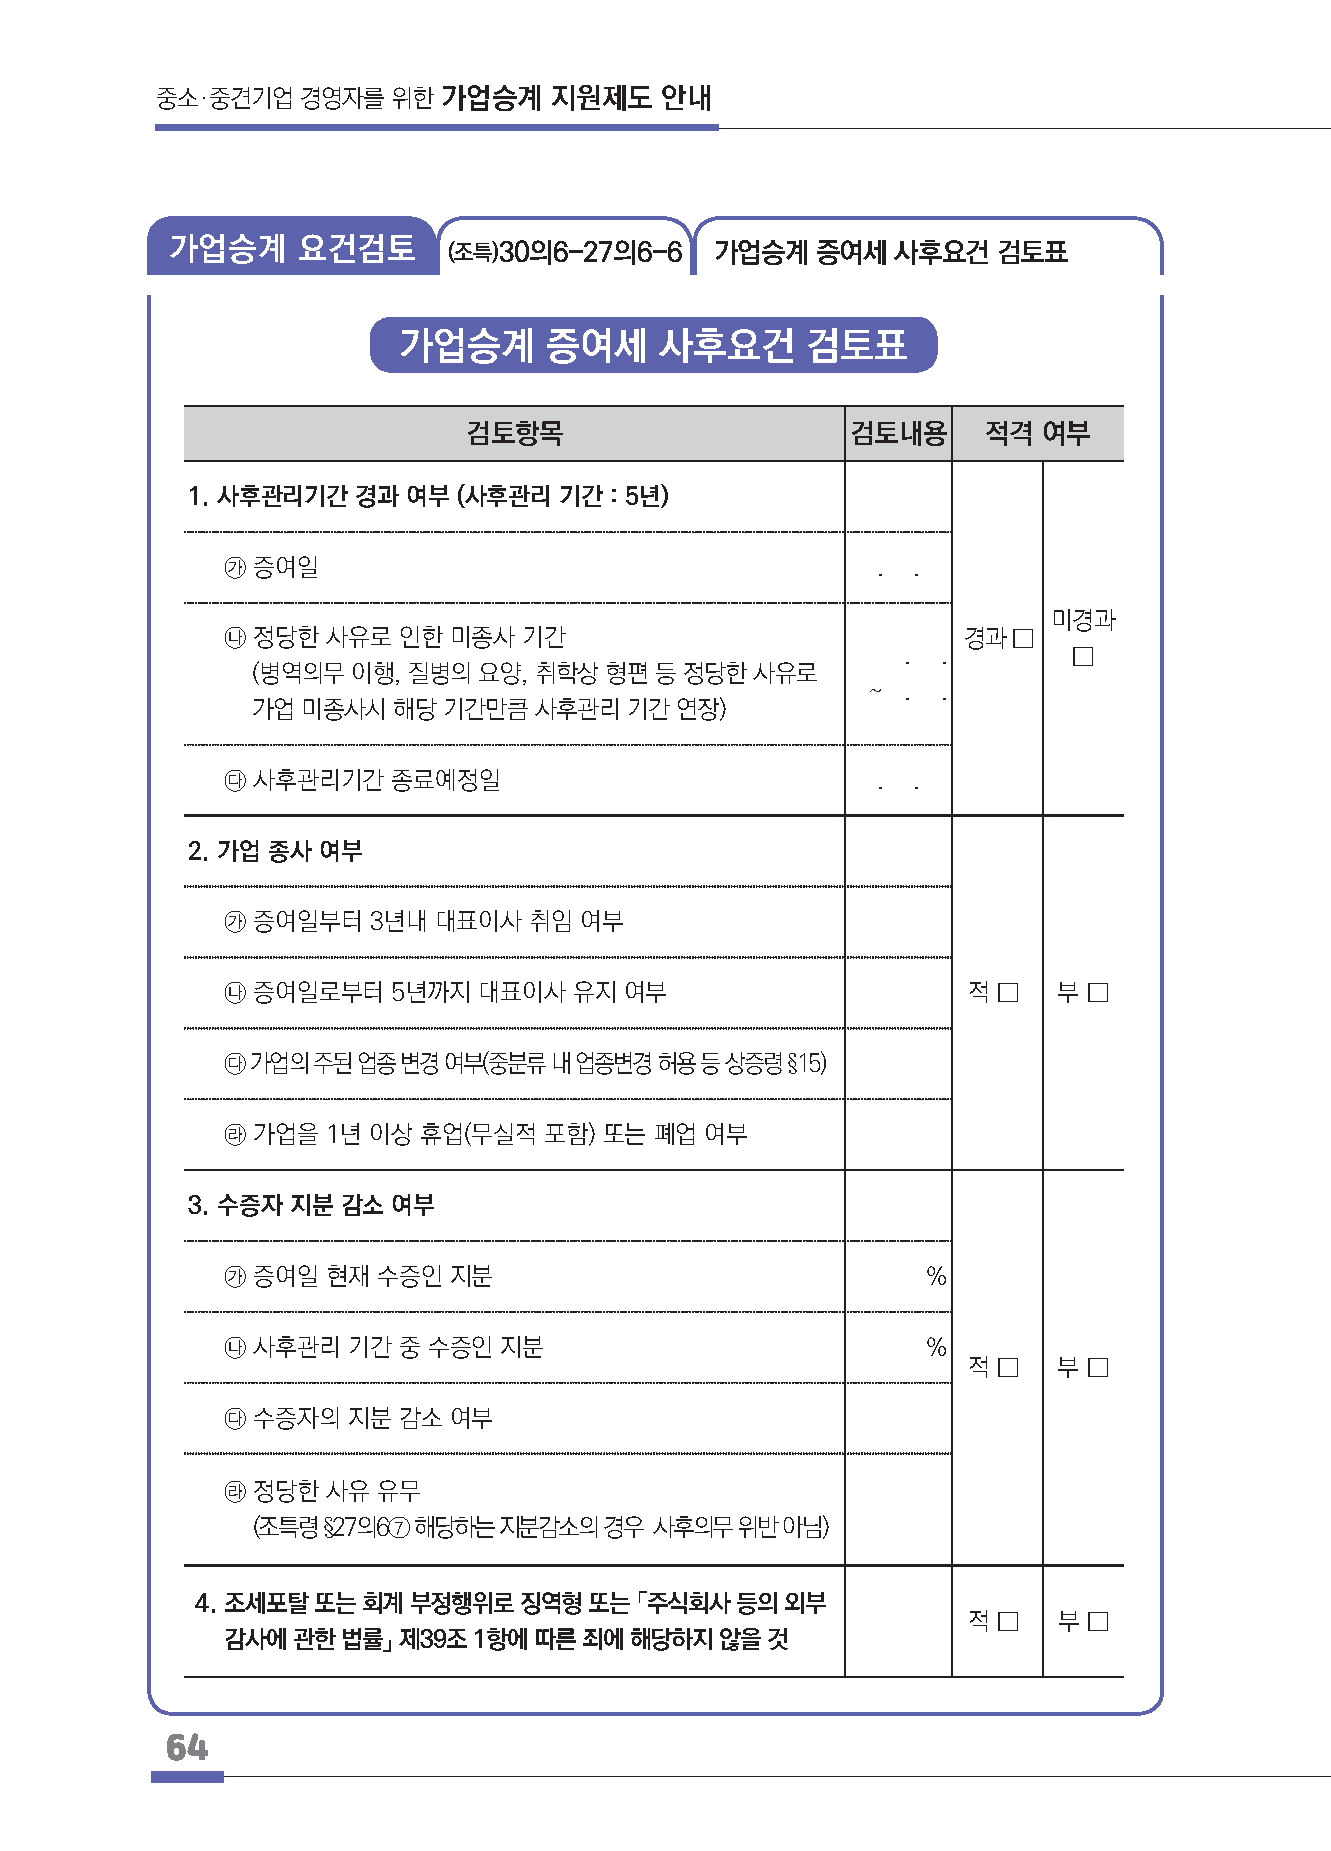 중소·중견기업 경영자를 위한 가업승계 지원제도 안내
가업승계 요건검토 (조특)30의6-27의6-6 가업승계 증여세 사후요건 검토표
가업승계 증여세 사후요건 검토표
검토항목 검토내용 적격 여부
1. 사후관리기간 경과 여부 (사후관리 기간 : 5년)
㉮ 증여일 . .
㉯ 정당한 사유로 인한 미종사 기간
(병역의무 이행, 질병의 요양, 취학상 형편 등 정당한 사유로
가업 미종사시 해당 기간만큼 사후관리 기간 연장)
. .
~ . .
경과 □
미경과
□
㉰ 사후관리기간 종료예정일 . .
2. 가업 종사 여부
㉮ 증여일부터 3년내 대표이사 취임 여부
㉯ 증여일로부터 5년까지 대표이사 유지 여부 적 □ 부 □
㉰ 가업의 주된 업종 변경 여부(중분류 내 업종변경 허용 등 상증령 §15)
㉱ 가업을 1년 이상 휴업(무실적 포함) 또는 폐업 여부
3. 수증자 지분 감소 여부
㉮ 증여일 현재 수증인 지분 %
㉯ 사후관리 기간 중 수증인 지분 %
적 □ 부 □
㉰ 수증자의 지분 감소 여부
㉱ 정당한 사유 유무
(조특령 §27의6⑦ 해당하는 지분감소의 경우 사후의무 위반 아님)
4. 조세포탈 또는 회계 부정행위로 징역형 또는 「주식회사 등의 외부
감사에 관한 법률」 제39조 1항에 따른 죄에 해당하지 않을 것
적 □ 부 □
64